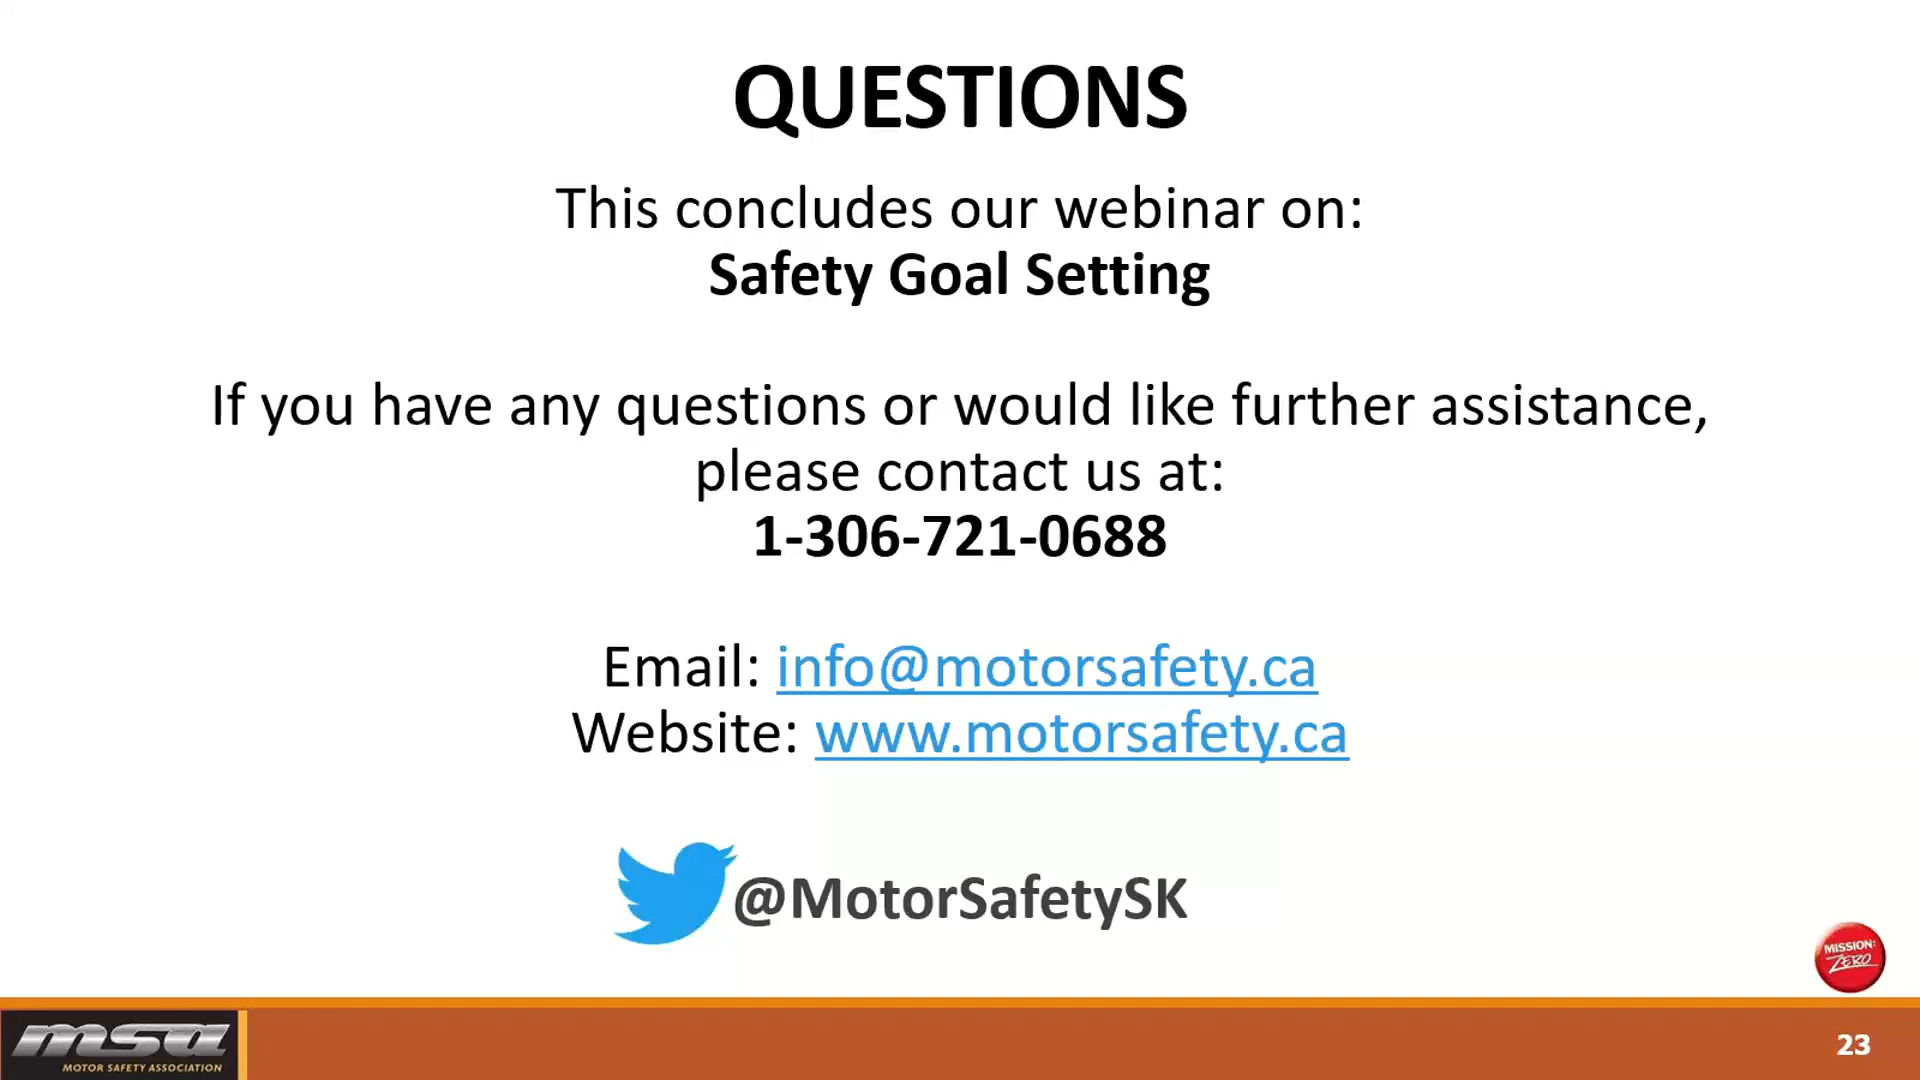 QUESTIONS
This concludes our webinar on:
Safety Goal Setting
If you have any questions or would like further assistance,
please contact us at:
1-306-721-0688
Email: info@motorsafety.ca
Website: www.motorsafety.ca
@MotorSafetySK
MISSION:
ZERO
msa
MOTOR SAFETY ASSOCIATION
23